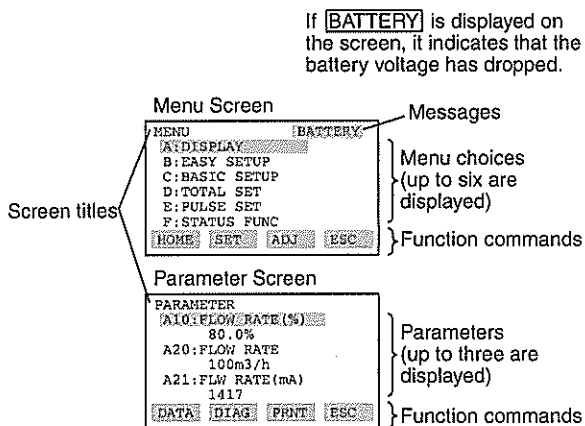 If BATTERY is displayed on
the screen, it indicates that the
battery voltage has dropped.
Menu Screen
Messages
MENU BATTERY
A:DISPLAY
B:EASY SETUP
C:BASIC SETUP
D:TOTAL SET
E:PULSE SET
F:STATUS FUNC
HOME SET ADJ ESC
Menu choices
(up to six are
displayed)
Function commands
Screen titles
Parameter Screen
PARAMETER
A10:FLOW RATE(%)
80.0%
A20:FLOW RATE
100m3/h
A21:FLW RATE(mA)
1417
DATA DIAG PRNT ESC
Parameters
(up to three are
displayed)
Function commands